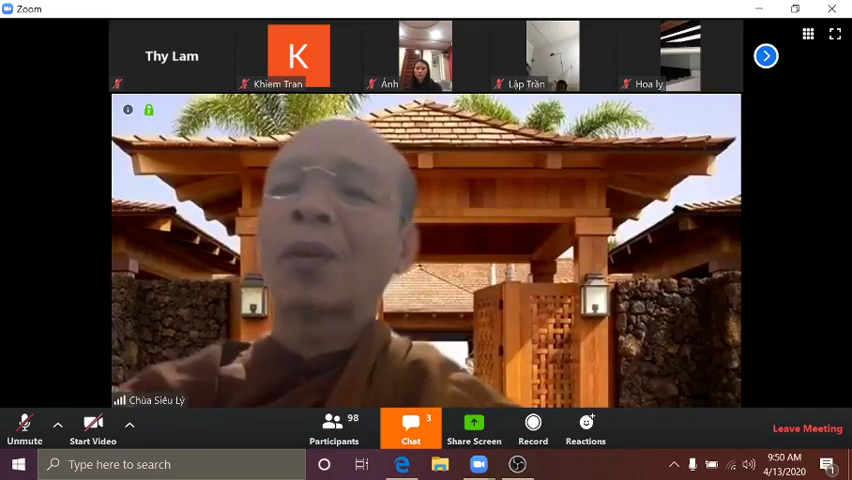 Zoom
Thy Lam
K
Khiem Tran
Ánh
Lập Trần
Hoa ly
Chùa Siêu Lý
98
3
Unmute
Start Video
Participants
Chat
Share Screen
Record
Reactions
Leave Meeting
Type here to search
9:50 AM
4/13/2020
1